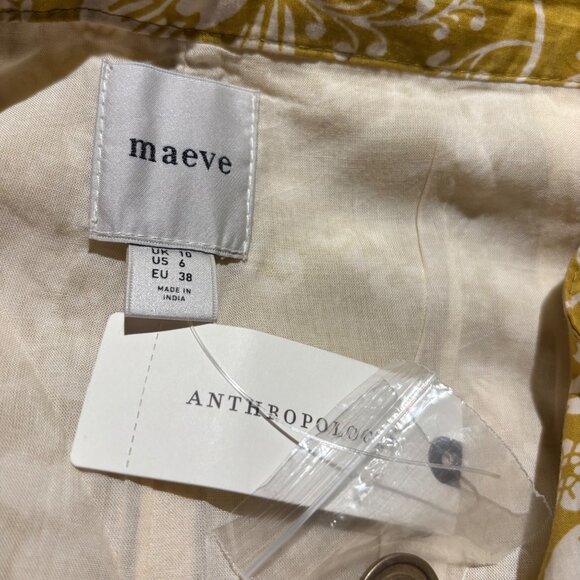 maeve
UK 10
US 6
EU 38
MADE IN
INDIA
ANTHROPOLOG